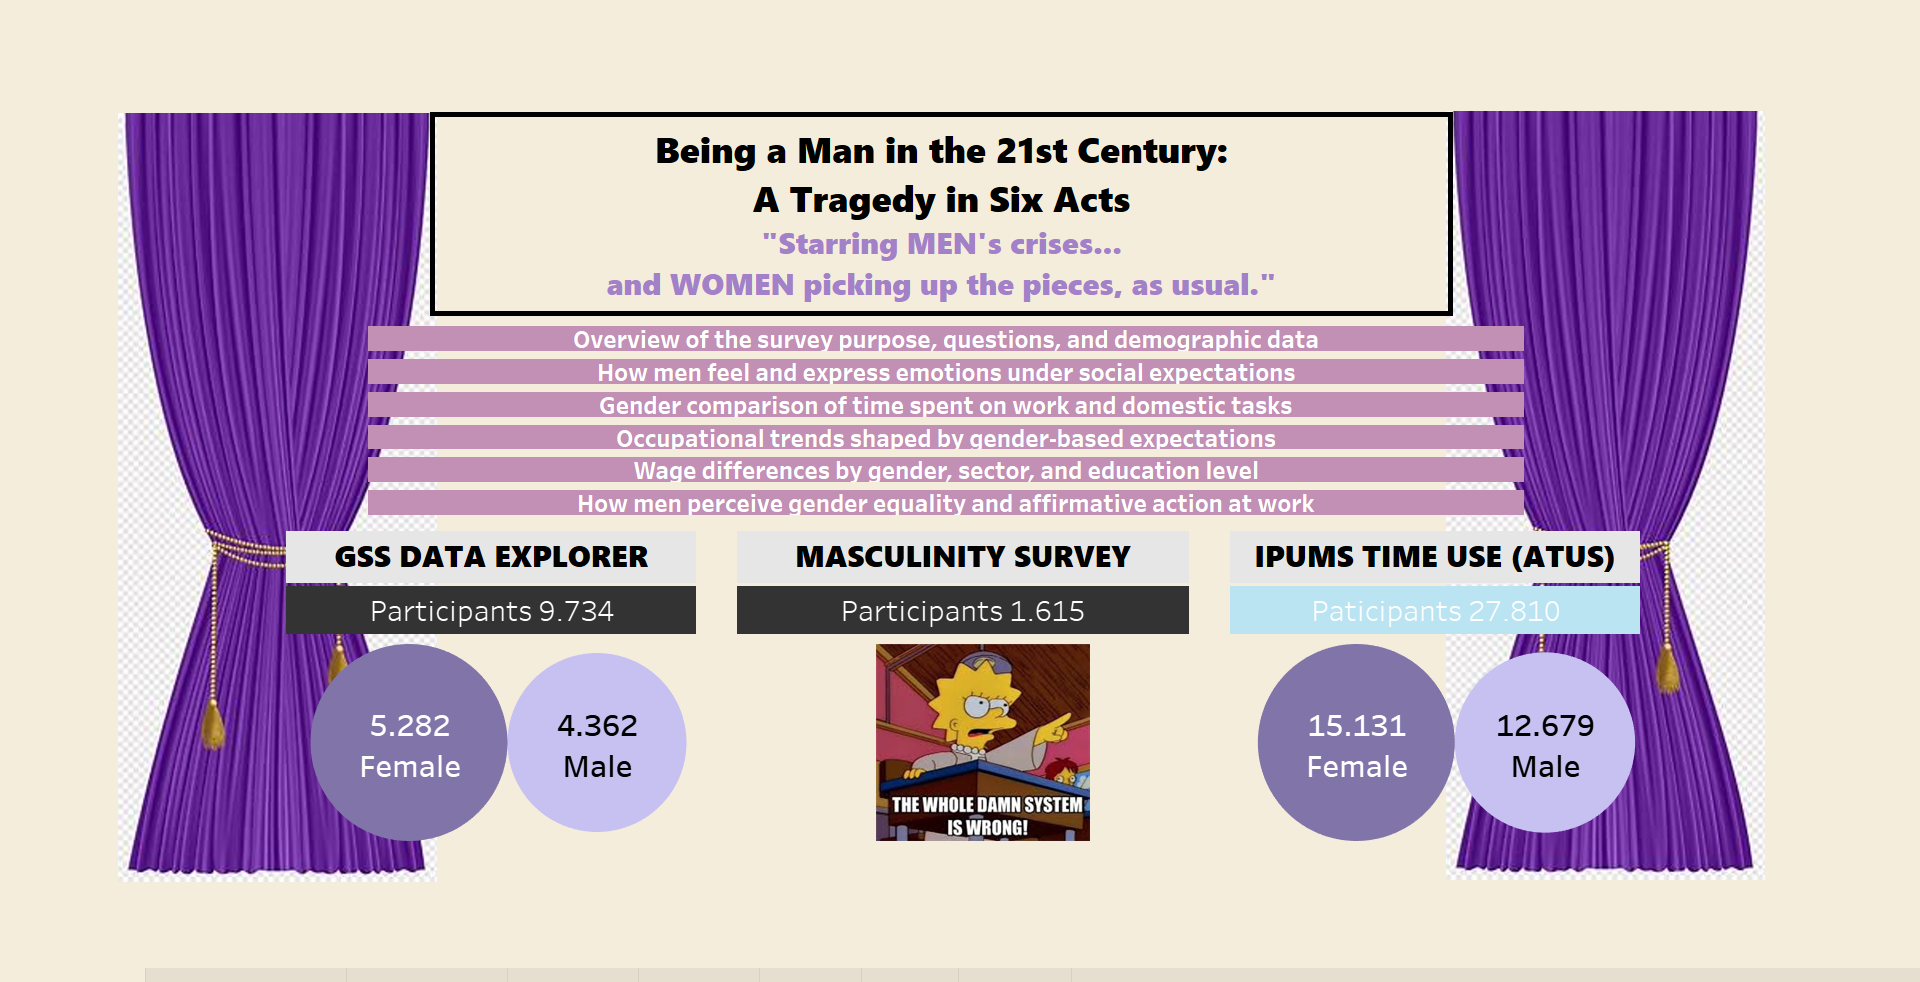 Being a Man in the 21st Century:
A Tragedy in Six Acts
"Starring MEN's crises...
and WOMEN picking up the pieces, as usual."
Overview of the survey purpose, questions, and demographic data
How men feel and express emotions under social expectations
Gender comparison of time spent on work and domestic tasks
Occupational trends shaped by gender-based expectations
Wage differences by gender, sector, and education level
How men perceive gender equality and affirmative action at work
GSS DATA EXPLORER
Participants 9.734
5.282
Female
4.362
Male
MASCULINITY SURVEY
Participants 1.615
THE WHOLE DAMN SYSTEM
IS WRONG!
IPUMS TIME USE (ATUS)
Paticipants 27.810
15.131
Female
12.679
Male